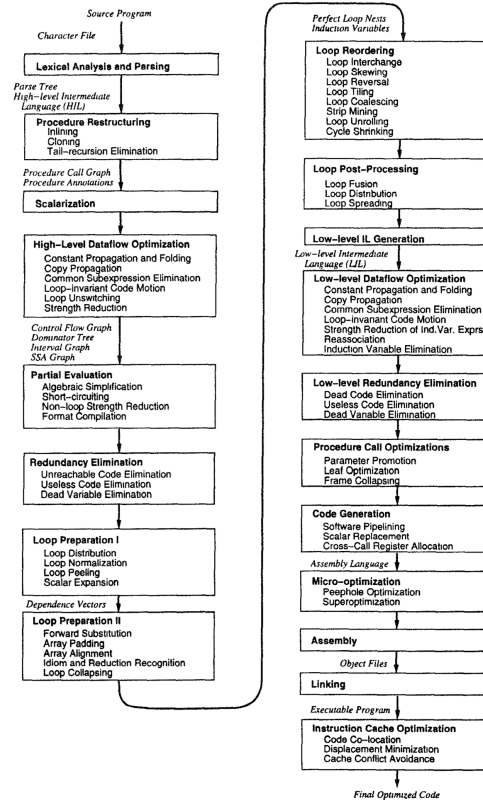 Source Program
Character File
Lexical Analysis and Parsing
Parse Tree
High-level Intermediate
Language (HIL)
Procedure Restructuring
Inlining
Cloning
Tail-recursion Elimination
Procedure Call Graph
Procedure Annotations
Scalarization
High-Level Dataflow Optimization
Constant Propagation and Folding
Copy Propagation
Common Subexpression Elimination
Loop-invariant Code Motion
Loop Unswitching
Strength Reduction
Control Flow Graph
Dominator Tree
Interval Graph
SSA Graph
Partial Evaluation
Algebraic Simplification
Short-circuiting
Non-loop Strength Reduction
Format Compilation
Redundancy Elimination
Unreachable Code Elimination
Useless Code Elimination
Dead Variable Elimination
Loop Preparation I
Loop Distribution
Loop Normalization
Loop Peeling
Scalar Expansion
Dependence Vectors
Loop Preparation II
Forward Substitution
Array Padding
Array Alignment
Idiom and Reduction Recognition
Loop Collapsing
Perfect Loop Nests
Induction Variables
Loop Reordering
Loop Interchange
Loop Skewing
Loop Reversal
Loop Tiling
Loop Coalescing
Strip Mining
Loop Unrolling
Cycle Shrinking
Loop Post-Processing
Loop Fusion
Loop Distribution
Loop Spreading
Low-level IL Generation
Low-level Intermediate
Language (LIL)
Low-level Dataflow Optimization
Constant Propagation and Folding
Copy Propagation
Common Subexpression Elimination
Loop-invariant Code Motion
Strength Reduction of Ind.Var. Exprs
Reassociation
Induction Variable Elimination
Low-level Redundancy Elimination
Dead Code Elimination
Useless Code Elimination
Dead Variable Elimination
Procedure Call Optimizations
Parameter Promotion
Leaf Optimization
Frame Collapsing
Code Generation
Software Pipelining
Scalar Replacement
Cross-Call Register Allocation
Assembly Language
Micro-optimization
Peephole Optimization
Superoptimization
Assembly
Object Files
Linking
Executable Program
Instruction Cache Optimization
Code Co-location
Displacement Minimization
Cache Conflict Avoidance
Final Optimized Code